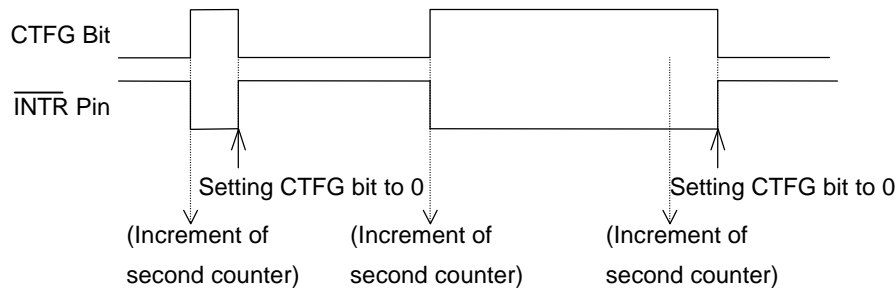 CTFG Bit
INTR Pin
Setting CTFG bit to 0
Setting CTFG bit to 0
(Increment of
second counter)
(Increment of
second counter)
(Increment of
second counter)